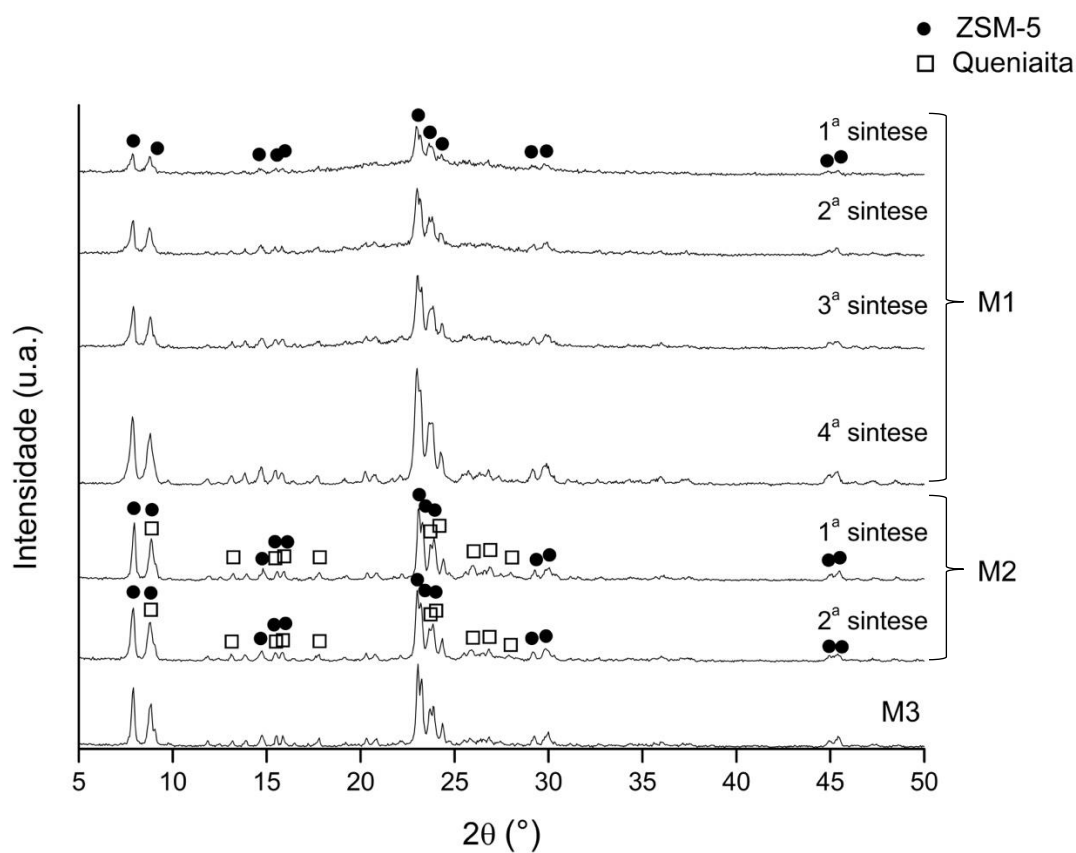 ZSM-5
Queniaita
1ª sintese
2ª sintese
3ª sintese
4ª sintese
M1
1ª sintese
2ª sintese
M2
M3
Intensidade (u.a.)
5 10 15 20 25 30 35 40 45 50
2θ (°)